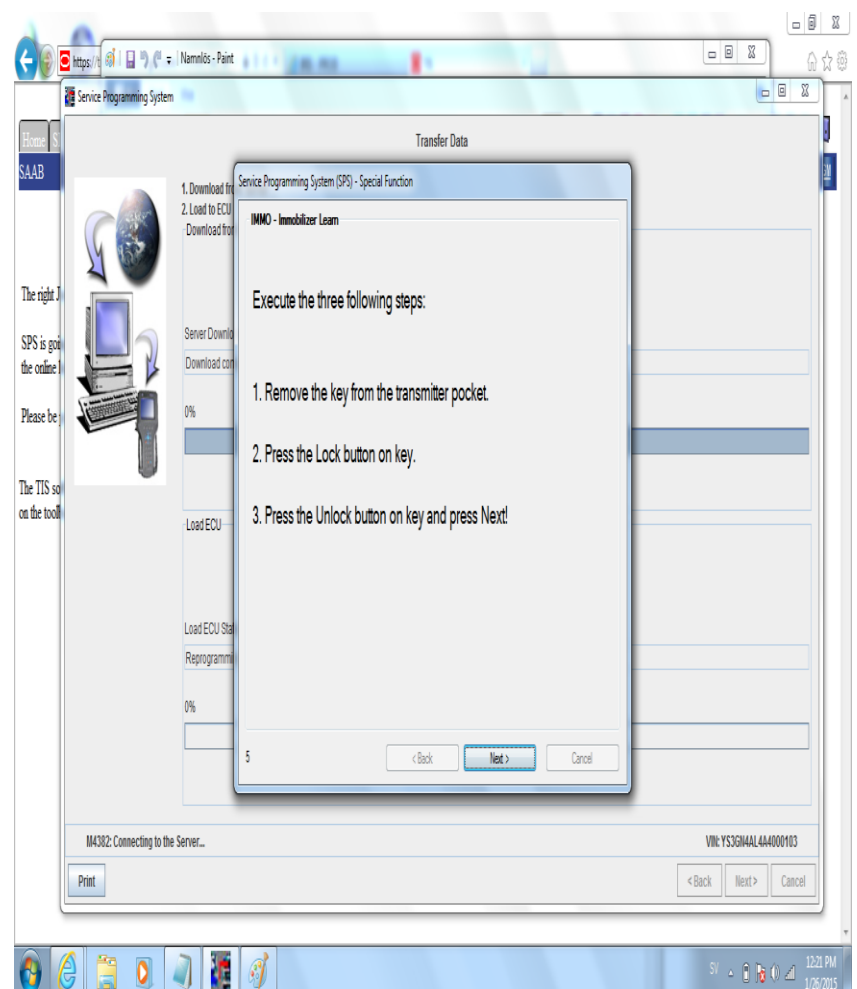 https://t
Namnlös - Paint
Service Programming System
Home
Transfer Data
SAAB
1. Download fr
2. Load to ECU
Download fro
Service Programming System (SPS) - Special Function
IMMO - Immobilizer Learn
Execute the three following steps:
1. Remove the key from the transmitter pocket.
2. Press the Lock button on key.
3. Press the Unlock button on key and press Next!
The right J
SPS is goi
the online
Please be
The TIS so
on the tool
Server Downlo
Download con
0%
Load ECU
Load ECU Stat
Reprogrammi
0%
5
< Back
Next >
Cancel
M4382: Connecting to the Server...
VIN: YS3GN4AL4A4000103
Print
< Back
Next >
Cancel
SV
12:21 PM
1/26/2015